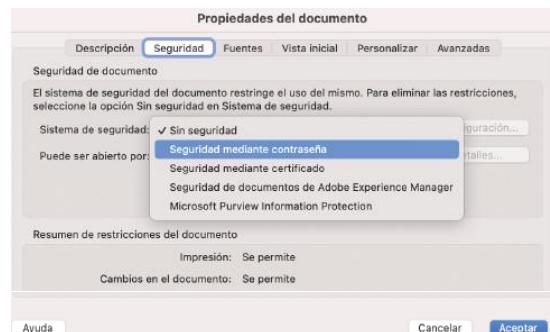 Propiedades del documento
Descripción Seguridad Fuentes Vista inicial Personalizar Avanzadas
Seguridad de documento
El sistema de seguridad del documento restringe el uso del mismo. Para eliminar las restricciones,
seleccione la opción Sin seguridad en Sistema de seguridad.
Sistema de seguridad: ✓ Sin seguridad
Seguridad mediante contraseña
Puede ser abierto por:
Seguridad mediante certificado
Seguridad de documentos de Adobe Experience Manager
Microsoft Purview Information Protection
Resumen de restricciones del documento
Impresión: Se permite
Cambios en el documento: Se permite
Ayuda Cancelar Aceptar